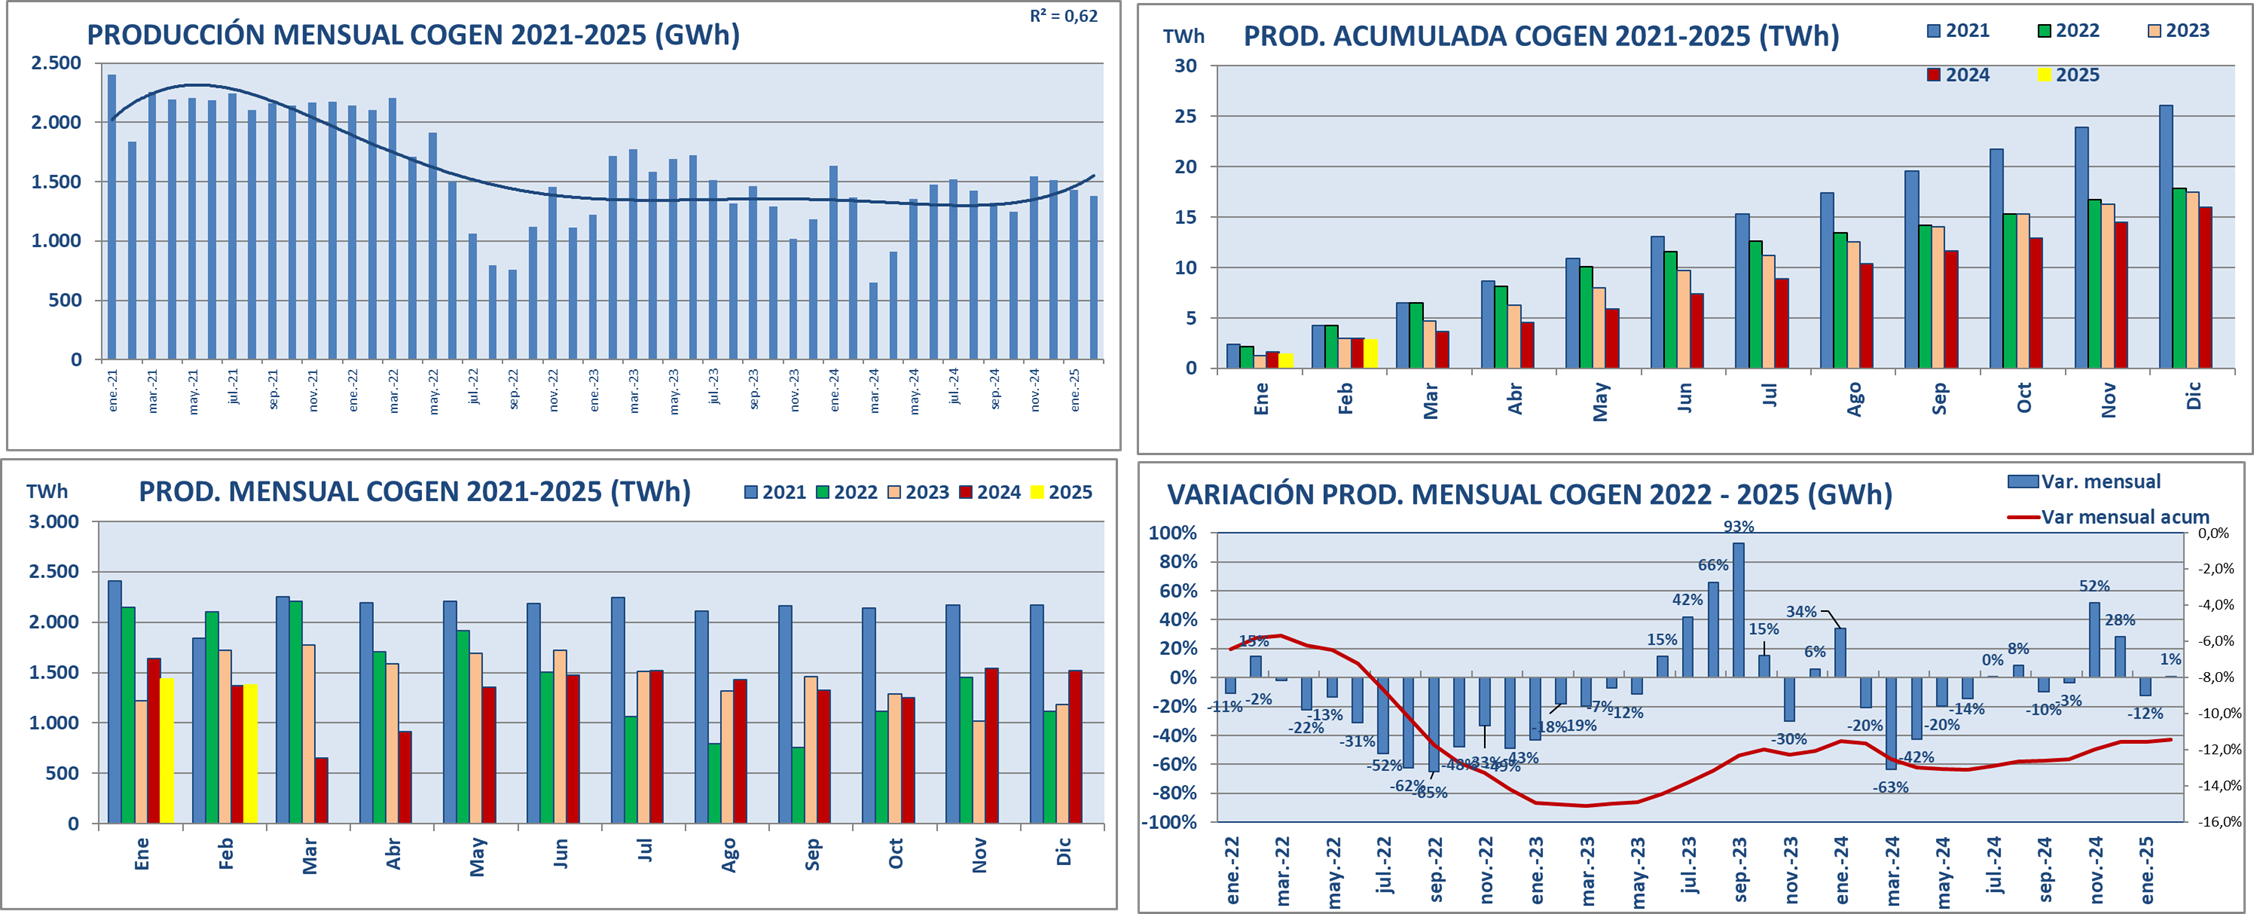 R² = 0,62
PRODUCCIÓN MENSUAL COGEN 2021-2025 (GWh)
2.500
2.000
1.500
1.000
500
0
ene.-21 mar.-21 may.-21 jul.-21 sep.-21 nov.-21 ene.-22 mar.-22 may.-22 jul.-22 sep.-22 nov.-22 ene.-23 mar.-23 may.-23 jul.-23 sep.-23 nov.-23 ene.-24 mar.-24 may.-24 jul.-24 sep.-24 nov.-24 ene.-25
TWh PROD. ACUMULADA COGEN 2021-2025 (TWh)
2021 2022 2023
2024 2025
30
25
20
15
10
5
0
Ene Feb Mar Abr May Jun Jul Ago Sep Oct Nov Dic
TWh PROD. MENSUAL COGEN 2021-2025 (TWh)
2021 2022 2023 2024 2025
3.000
2.500
2.000
1.500
1.000
500
0
Ene Feb Mar Abr May Jun Jul Ago Sep Oct Nov Dic
VARIACIÓN PROD. MENSUAL COGEN 2022 - 2025 (GWh)
Var. mensual
Var mensual acum
100%
80%
60%
40%
20%
0%
-20%
-40%
-60%
-80%
-100%
-11% 15% -2% -22% -13% -31% -52% -62% -65% -48% -33% -49% -43% -18% -19% -7% -12% 15% 42% 66% 93% 15% -30% 6% 34% -20% -63% -42% -20% -14% 0% 8% -10% -3% 52% 28% -12% 1%
0,0%
-2,0%
-4,0%
-6,0%
-8,0%
-10,0%
-12,0%
-14,0%
-16,0%
ene.-22 mar.-22 may.-22 jul.-22 sep.-22 nov.-22 ene.-23 mar.-23 may.-23 jul.-23 sep.-23 nov.-23 ene.-24 mar.-24 may.-24 jul.-24 sep.-24 nov.-24 ene.-25